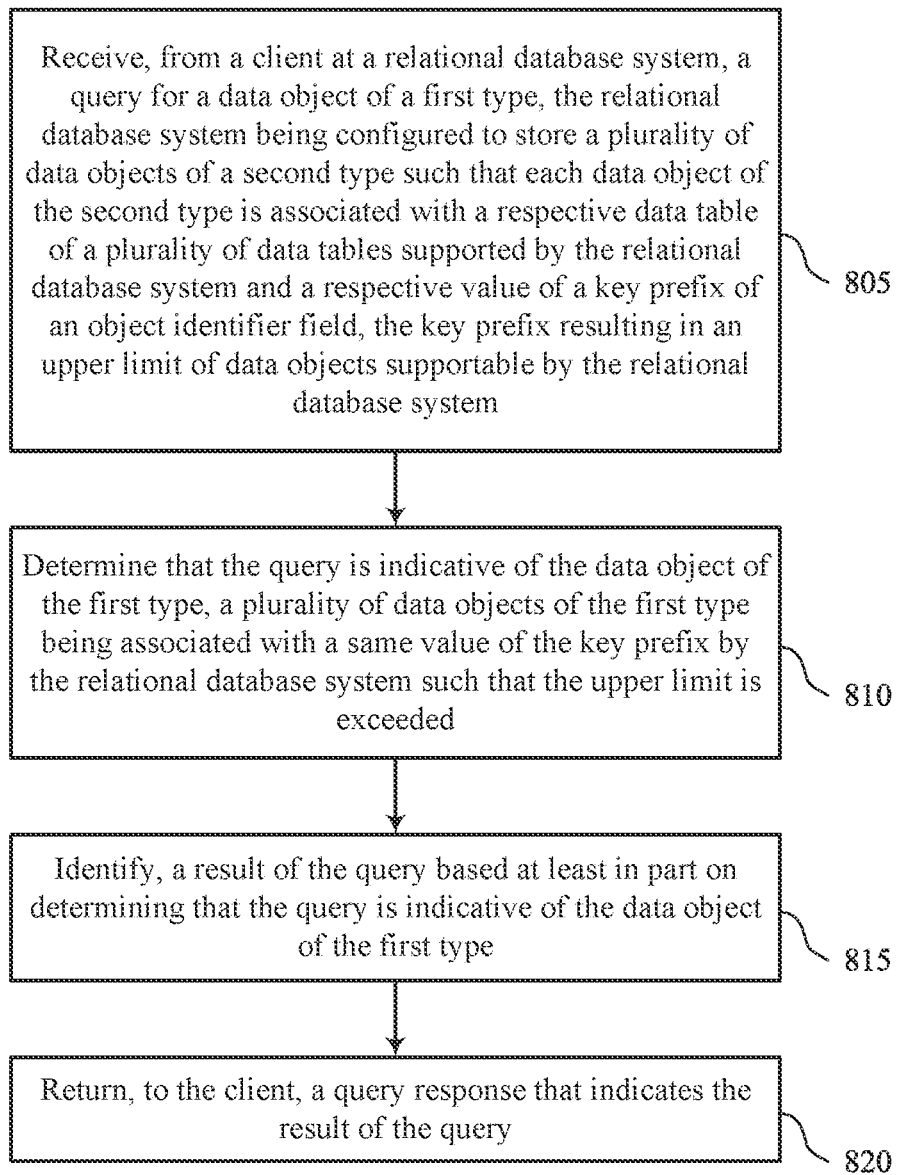 Receive, from a client at a relational database system, a
query for a data object of a first type, the relational
database system being configured to store a plurality of
data objects of a second type such that each data object of
the second type is associated with a respective data table
of a plurality of data tables supported by the relational
database system and a respective value of a key prefix of
an object identifier field, the key prefix resulting in an
upper limit of data objects supportable by the relational
database system
805
Determine that the query is indicative of the data object of
the first type, a plurality of data objects of the first type
being associated with a same value of the key prefix by
the relational database system such that the upper limit is
exceeded
810
Identify, a result of the query based at least in part on
determining that the query is indicative of the data object
of the first type
815
Return, to the client, a query response that indicates the
result of the query
820